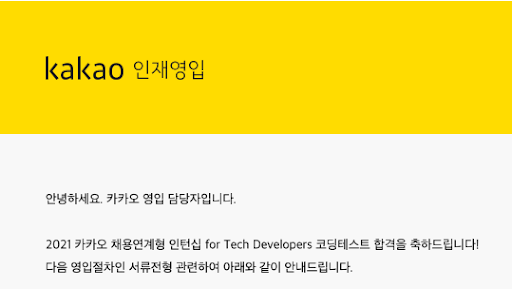 kakao 인재영입
안녕하세요. 카카오 영입 담당자입니다.
2021 카카오 채용연계형 인턴십 for Tech Developers 코딩테스트 합격을 축하드립니다!
다음 영입절차인 서류전형 관련하여 아래와 같이 안내드립니다.